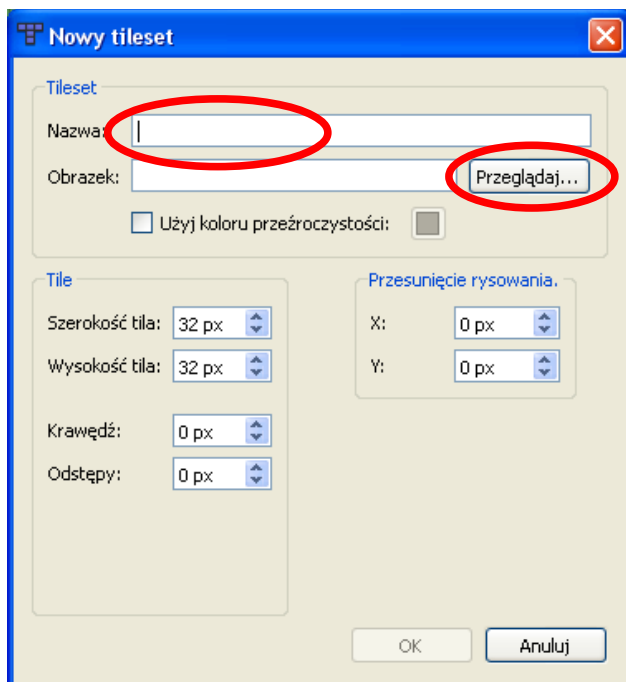 Nowy tileset
Tileset
Nazwa:
Obrazek:
Przeglądaj...
Użyj koloru przeźroczystości:
Tile
Szerokość tila: 32 px
Wysokość tila: 32 px
Krawędź: 0 px
Odstępy: 0 px
Przesunięcie rysowania.
X: 0 px
Y: 0 px
OK
Anuluj